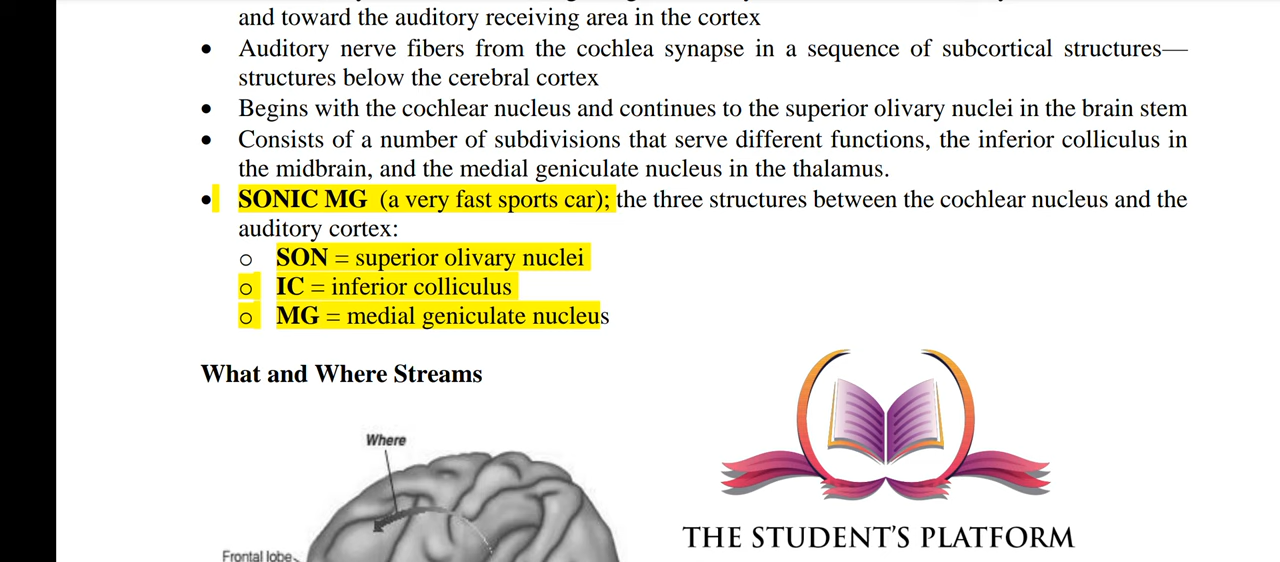 and toward the auditory receiving area in the cortex
• Auditory nerve fibers from the cochlea synapse in a sequence of subcortical structures—
structures below the cerebral cortex
• Begins with the cochlear nucleus and continues to the superior olivary nuclei in the brain stem
• Consists of a number of subdivisions that serve different functions, the inferior colliculus in
the midbrain, and the medial geniculate nucleus in the thalamus.
• SONIC MG (a very fast sports car); the three structures between the cochlear nucleus and the
auditory cortex:
o SON = superior olivary nuclei
o IC = inferior colliculus
o MG = medial geniculate nucleus
What and Where Streams
Where
Frontal lobe
THE STUDENT'S PLATFORM